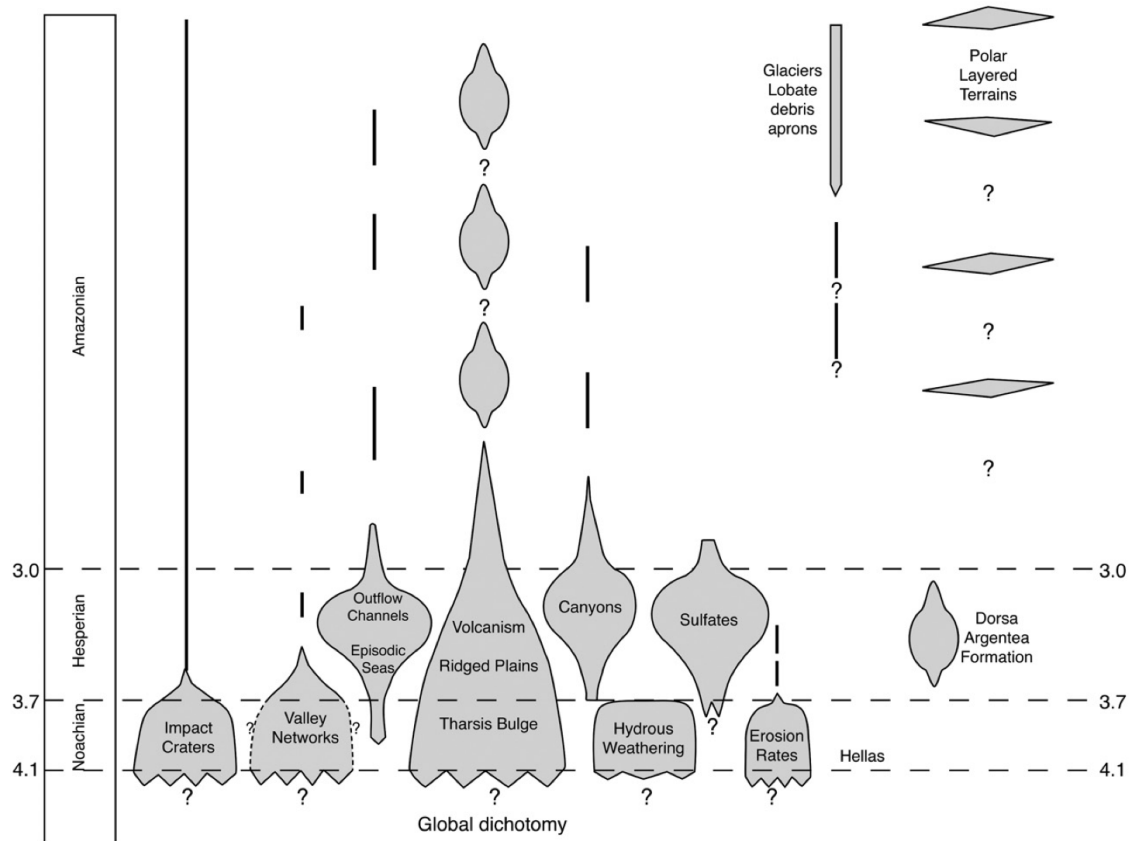 Glaciers
Lobate
debris
aprons
Polar
Layered
Terrains
?
?
?
?
?
?
?
Amazonian
3.0
3.0
Hesperian
Outflow
Channels
Episodic
Seas
Volcanism
Ridged Plains
Tharsis Bulge
Canyons
Sulfates
Dorsa
Argentea
Formation
3.7
3.7
Noachian
Impact
Craters
?
Valley
Networks
?
Hydrous
Weathering
?
Erosion
Rates
Hellas
4.1
4.1
?
?
?
?
?
Global dichotomy